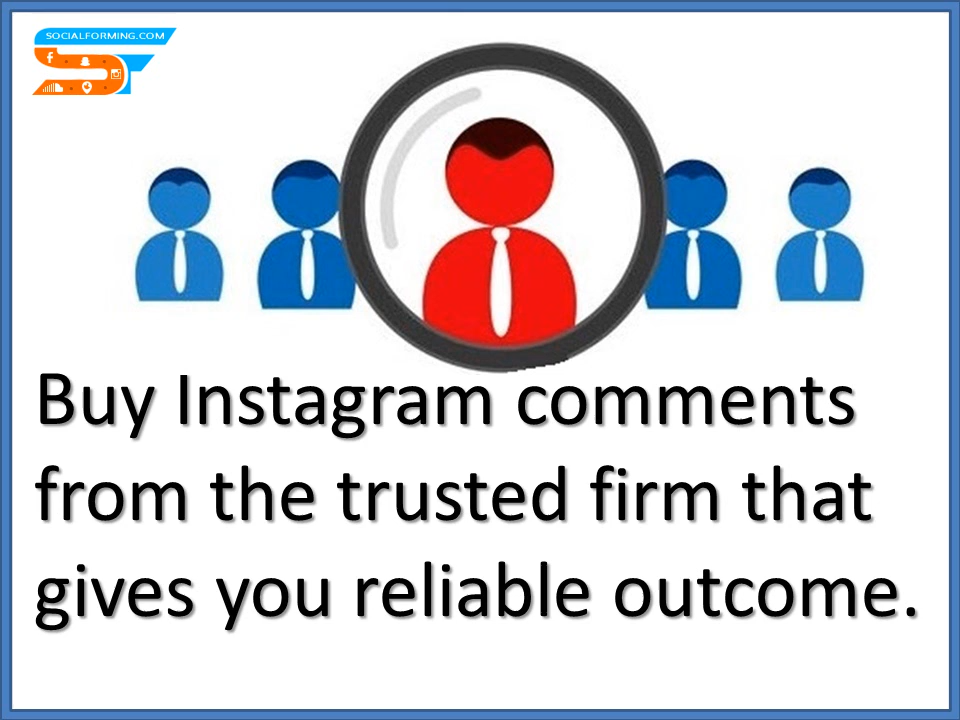 SOCIALFORMING.COM
Buy Instagram comments
from the trusted firm that
gives you reliable outcome.